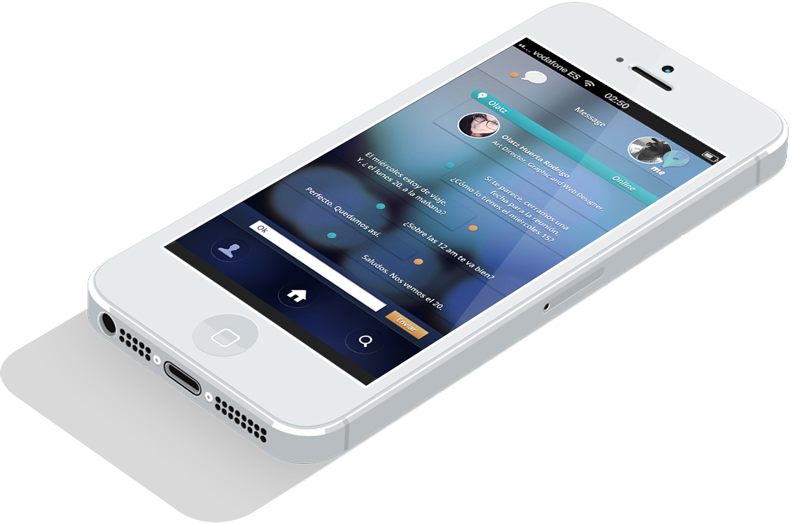 vodafone ES
02:50
Message
Olatz
Online
me
Olatz Huerta Rodrigo
Art Director. Graphic and Web Designer.
Si te parece, cerramos una
fecha para la reunión.
¿Cómo lo tienes el miércoles 15?
El miércoles estoy de viaje.
Y, ¿ el lunes 20, a la mañana?
¿Sobre las 12 am te va bien?
Perfecto. Quedamos así.
Saludos. Nos vemos el 20.
Ok
Enviar